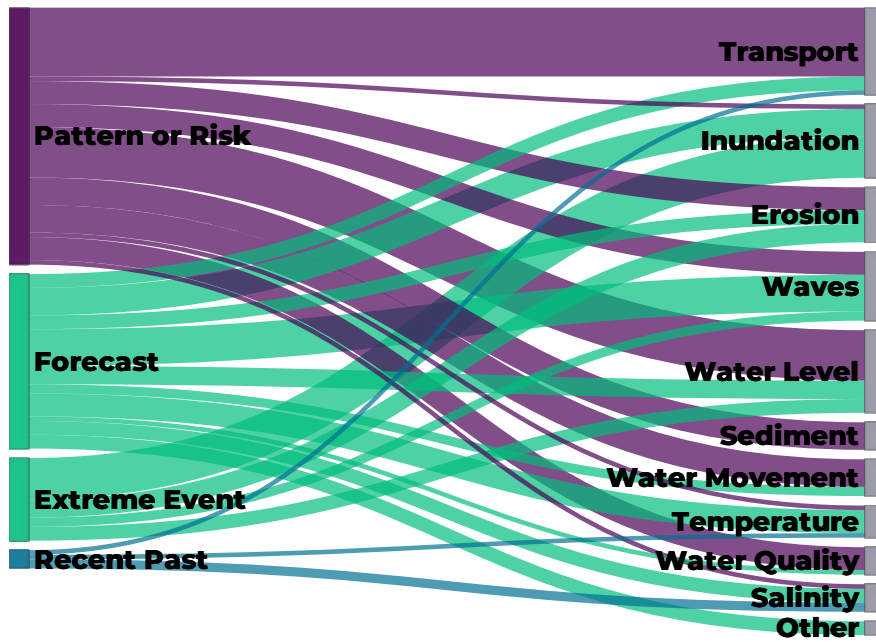 Pattern or Risk
Forecast
Extreme Event
Recent Past
Transport
Inundation
Erosion
Waves
Water Level
Sediment
Water Movement
Temperature
Water Quality
Salinity
Other